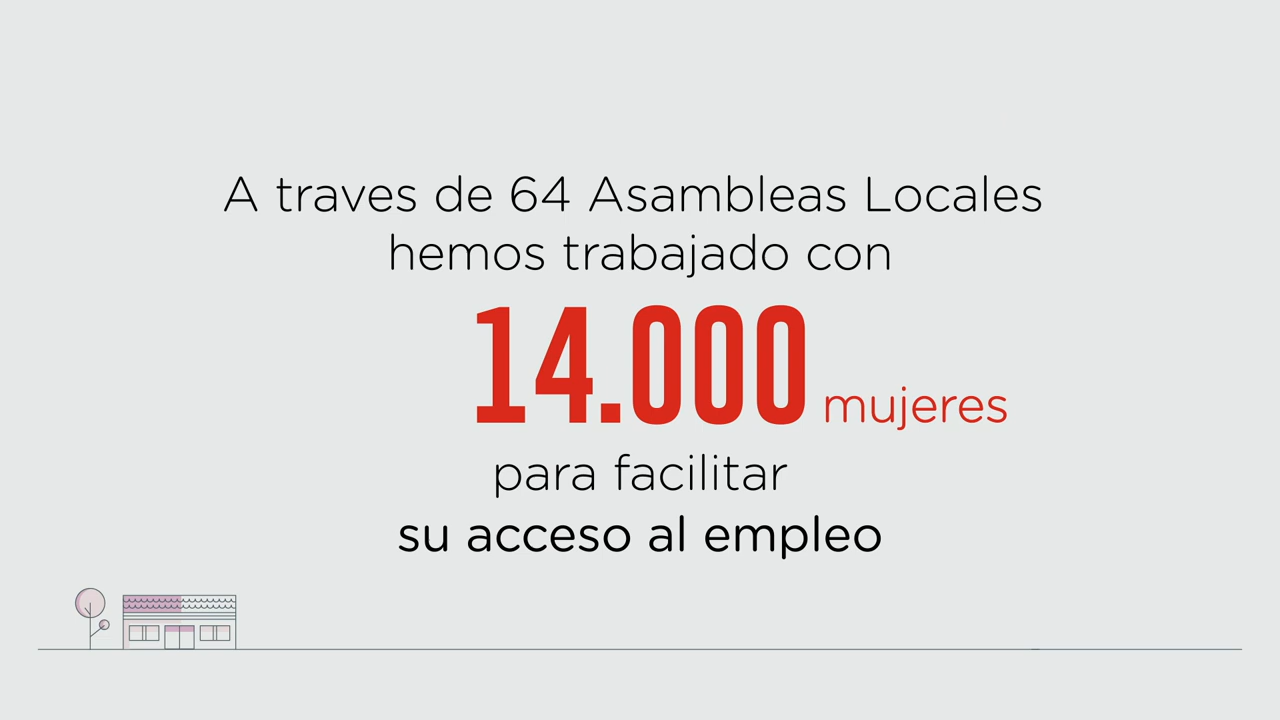 A traves de 64 Asambleas Locales
hemos trabajado con
14.000 mujeres
para facilitar
su acceso al empleo